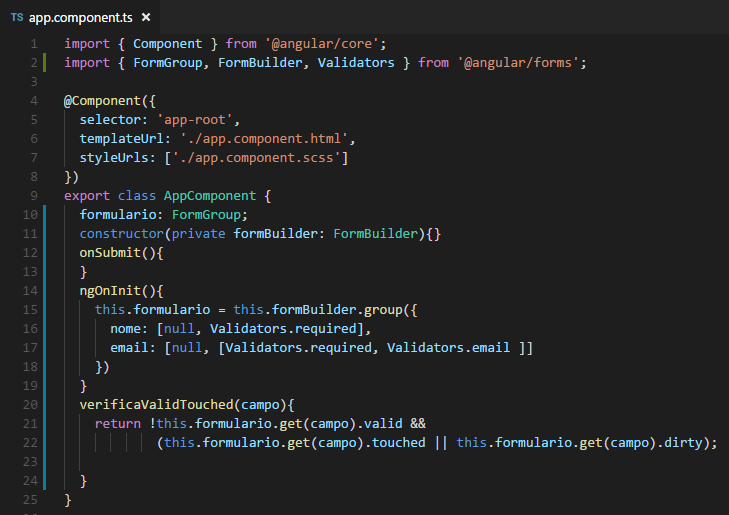 TS app.component.ts ×
1 import { Component } from '@angular/core';
2 import { FormGroup, FormBuilder, Validators } from '@angular/forms';
3
4 @Component({
5   selector: 'app-root',
6   templateUrl: './app.component.html',
7   styleUrls: ['./app.component.scss']
8 })
9 export class AppComponent {
10   formulario: FormGroup;
11   constructor(private formBuilder: FormBuilder){}
12   onSubmit(){
13   }
14   ngOnInit(){
15     this.formulario = this.formBuilder.group({
16       nome: [null, Validators.required],
17       email: [null, [Validators.required, Validators.email ]]
18     })
19   }
20   verificaValidTouched(campo){
21     return !this.formulario.get(campo).valid &&
22             (this.formulario.get(campo).touched || this.formulario.get(campo).dirty);
23
24   }
25 }